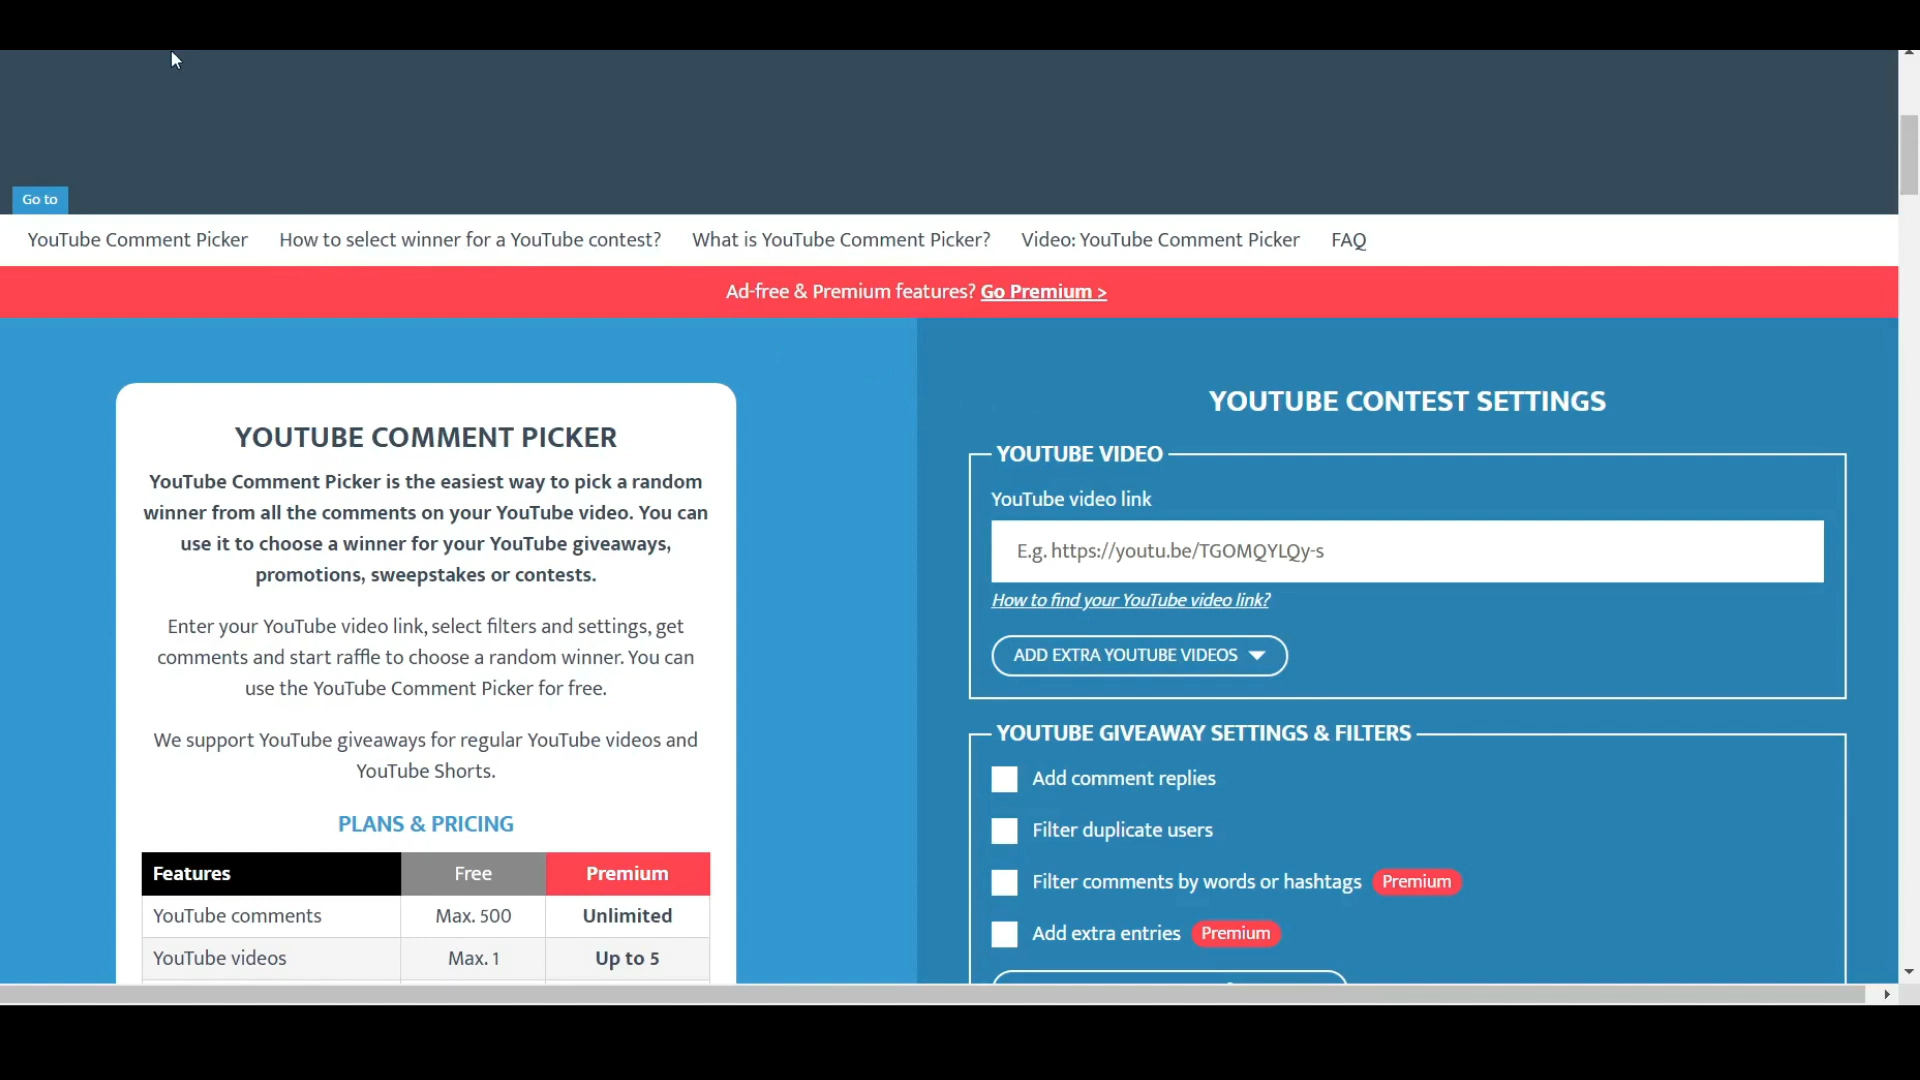 Go to
YouTube Comment Picker How to select winner for a YouTube contest? What is YouTube Comment Picker? Video: YouTube Comment Picker FAQ
Ad-free & Premium features? Go Premium >
YOUTUBE COMMENT PICKER
YouTube Comment Picker is the easiest way to pick a random
winner from all the comments on your YouTube video. You can
use it to choose a winner for your YouTube giveaways,
promotions, sweepstakes or contests.
Enter your YouTube video link, select filters and settings, get
comments and start raffle to choose a random winner. You can
use the YouTube Comment Picker for free.
We support YouTube giveaways for regular YouTube videos and
YouTube Shorts.
PLANS & PRICING
Features Free Premium
YouTube comments Max. 500 Unlimited
YouTube videos Max. 1 Up to 5
YOUTUBE CONTEST SETTINGS
YOUTUBE VIDEO
YouTube video link
E.g. https://youtu.be/TGOMQYLQy-s
How to find your YouTube video link?
ADD EXTRA YOUTUBE VIDEOS
YOUTUBE GIVEAWAY SETTINGS & FILTERS
Add comment replies
Filter duplicate users
Filter comments by words or hashtags Premium
Add extra entries Premium